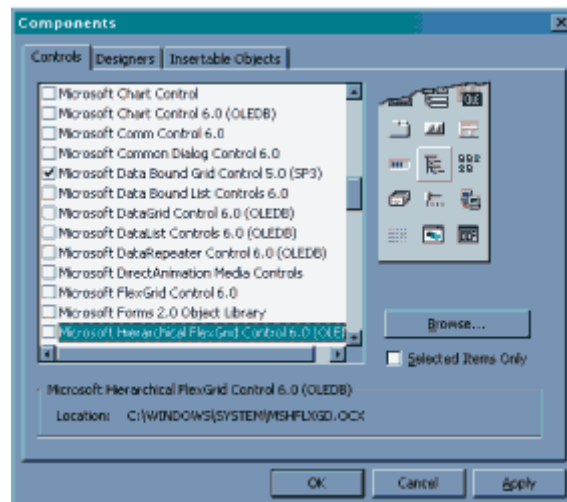 Components
Controls Designers Insertable Objects
Microsoft Chart Control
Microsoft Chart Control 6.0 (OLEDB)
Microsoft Comm Control 6.0
Microsoft Common Dialog Control 6.0
Microsoft Data Bound Grid Control 5.0 (SP3)
Microsoft Data Bound List Controls 6.0
Microsoft DataGrid Control 6.0 (OLEDB)
Microsoft DataList Controls 6.0 (OLEDB)
Microsoft DataRepeater Control 6.0 (OLEDB)
Microsoft DirectAnimation Media Controls
Microsoft FlexGrid Control 6.0
Microsoft Forms 2.0 Object Library
Microsoft Hierarchical FlexGrid Control 6.0 (OLE
OLE
Browse...
Selected Items Only
Microsoft Hierarchical FlexGrid Control 6.0 (OLEDB)
Location: C:\WINDOWS\SYSTEM\MSHFLXGD.OCX
OK Cancel Apply